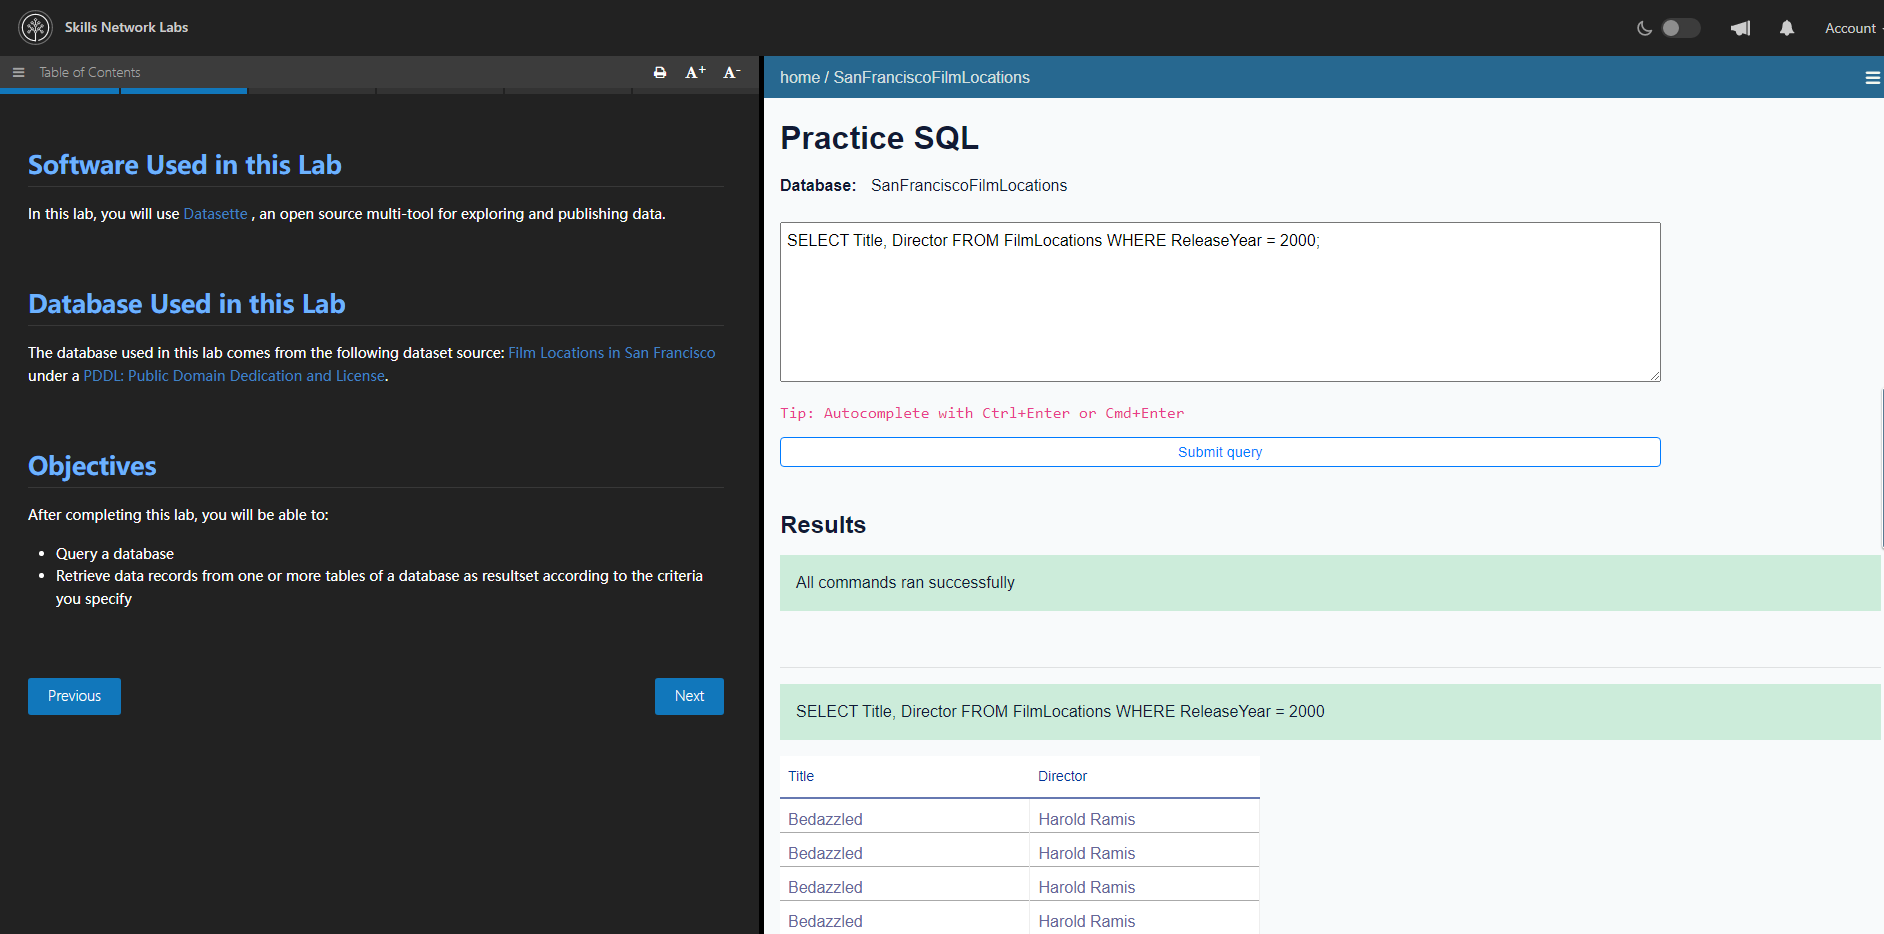 Skills Network Labs
Account
Table of Contents
A+ A-
home / SanFranciscoFilmLocations
Software Used in this Lab
In this lab, you will use Datasette , an open source multi-tool for exploring and publishing data.
Database Used in this Lab
The database used in this lab comes from the following dataset source: Film Locations in San Francisco
under a PDDL: Public Domain Dedication and License.
Objectives
After completing this lab, you will be able to:
• Query a database
• Retrieve data records from one or more tables of a database as resultset according to the criteria
you specify
Previous
Next
Practice SQL
Database: SanFranciscoFilmLocations
SELECT Title, Director FROM FilmLocations WHERE ReleaseYear = 2000;
Tip: Autocomplete with Ctrl+Enter or Cmd+Enter
Submit query
Results
All commands ran successfully
SELECT Title, Director FROM FilmLocations WHERE ReleaseYear = 2000
Title Director
Bedazzled Harold Ramis
Bedazzled Harold Ramis
Bedazzled Harold Ramis
Bedazzled Harold Ramis